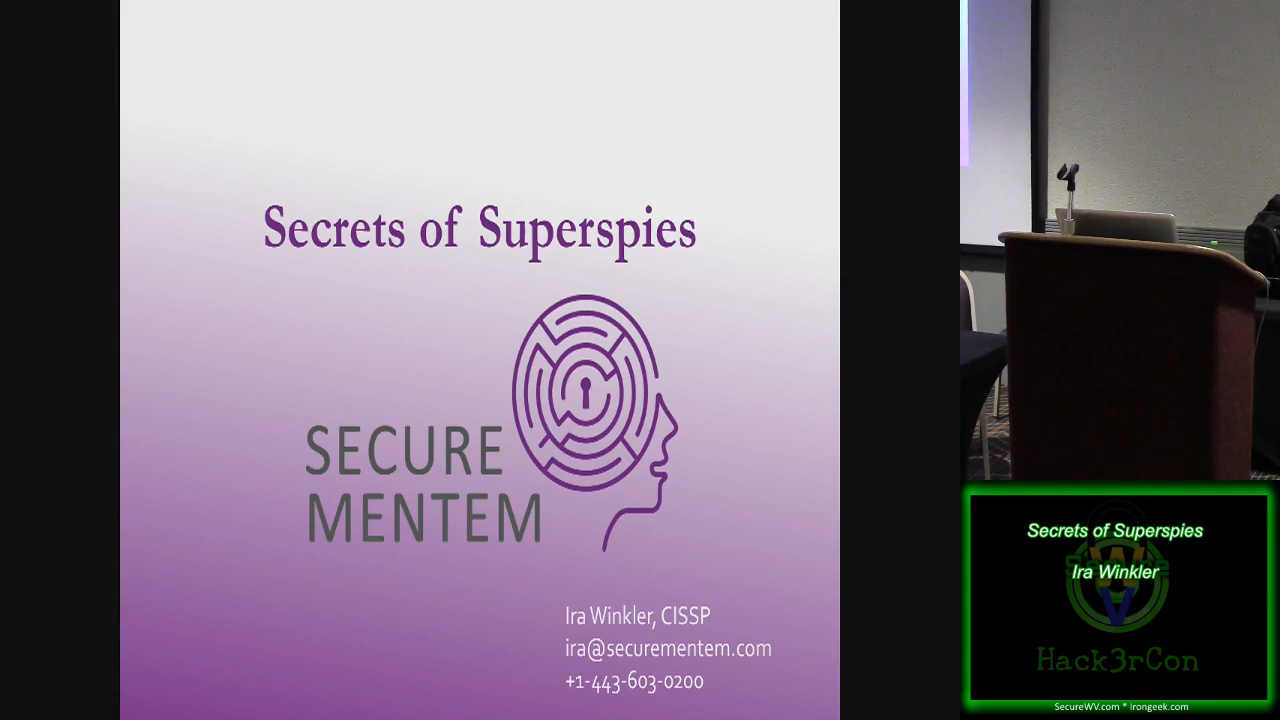 Secrets of Superspies
SECURE
MENTEM
Ira Winkler, CISSP
ira@securementem.com
+1-443-603-0200
Secrets of Superspies
Ira Winkler
Hack3rCon
SecureWV.com * irongeek.com